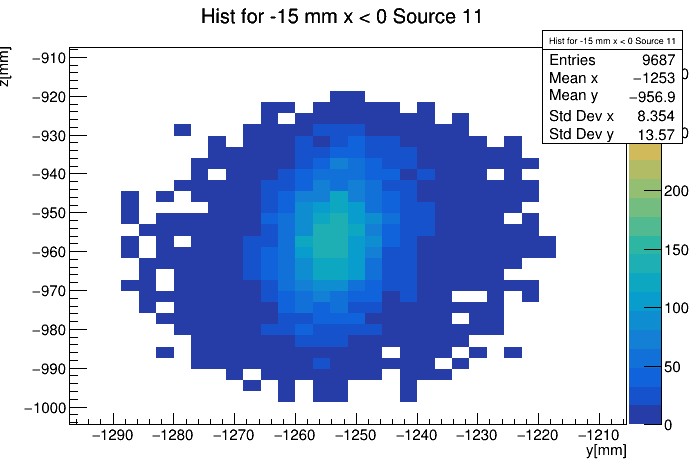 Hist for -15 mm x < 0 Source 11
z[mm]
Hist for -15 mm x < 0 Source 11
Entries 9687
Mean x −1253
Mean y −956.9
Std Dev x 8.354
Std Dev y 13.57
−910
−920
−930
−940
−950
−960
−970
−980
−990
−1000
200
150
100
50
0
−1290 −1280 −1270 −1260 −1250 −1240 −1230 −1220 −1210
y[mm]